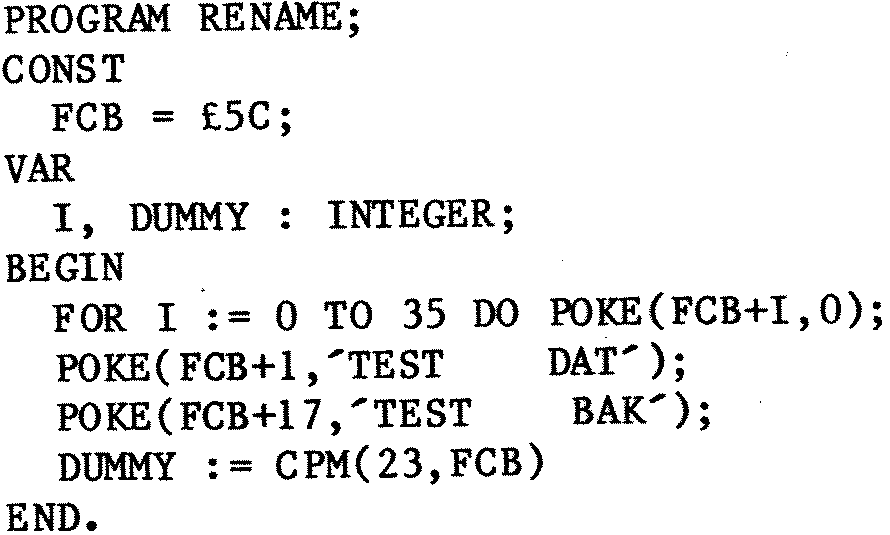 PROGRAM RENAME;
CONST
  FCB = £5C;
VAR
  I, DUMMY : INTEGER;
BEGIN
  FOR I := 0 TO 35 DO POKE(FCB+I,0);
  POKE(FCB+1,´TEST    DAT´);
  POKE(FCB+17,´TEST    BAK´);
  DUMMY := CPM(23,FCB)
END.